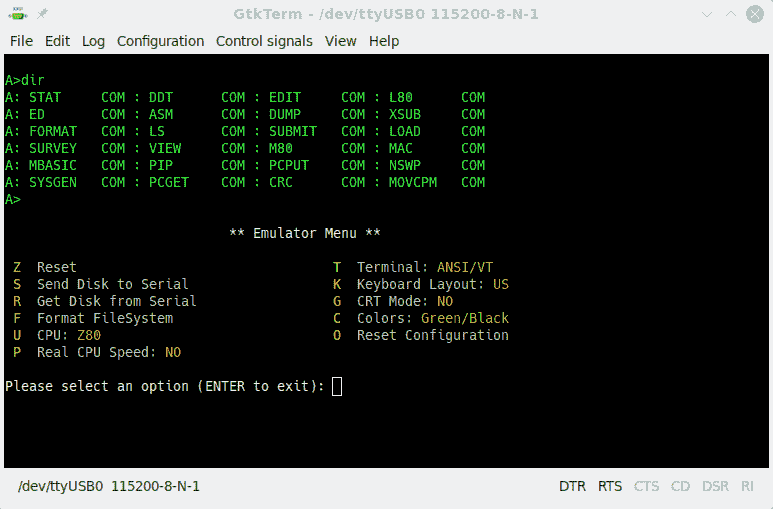 GtkTerm - /dev/ttyUSB0 115200-8-N-1
File Edit Log Configuration Control signals View Help
A>dir
A: STAT     COM : DDT      COM : EDIT     COM : L80      COM
A: ED       COM : ASM      COM : DUMP     COM : XSUB     COM
A: FORMAT   COM : LS       COM : SUBMIT   COM : LOAD     COM
A: SURVEY   COM : VIEW     COM : M80      COM : MAC      COM
A: MBASIC   COM : PIP      COM : PCPUT    COM : NSWP     COM
A: SYSGEN   COM : PCGET    COM : CRC      COM : MOVCPM   COM
A>
** Emulator Menu **
Z  Reset                                T  Terminal: ANSI/VT
S  Send Disk to Serial                  K  Keyboard Layout: US
R  Get Disk from Serial                 G  CRT Mode: NO
F  Format FileSystem                    C  Colors: Green/Black
U  CPU: Z80                             O  Reset Configuration
P  Real CPU Speed: NO
Please select an option (ENTER to exit):
/dev/ttyUSB0 115200-8-N-1 DTR RTS CTS CD DSR RI